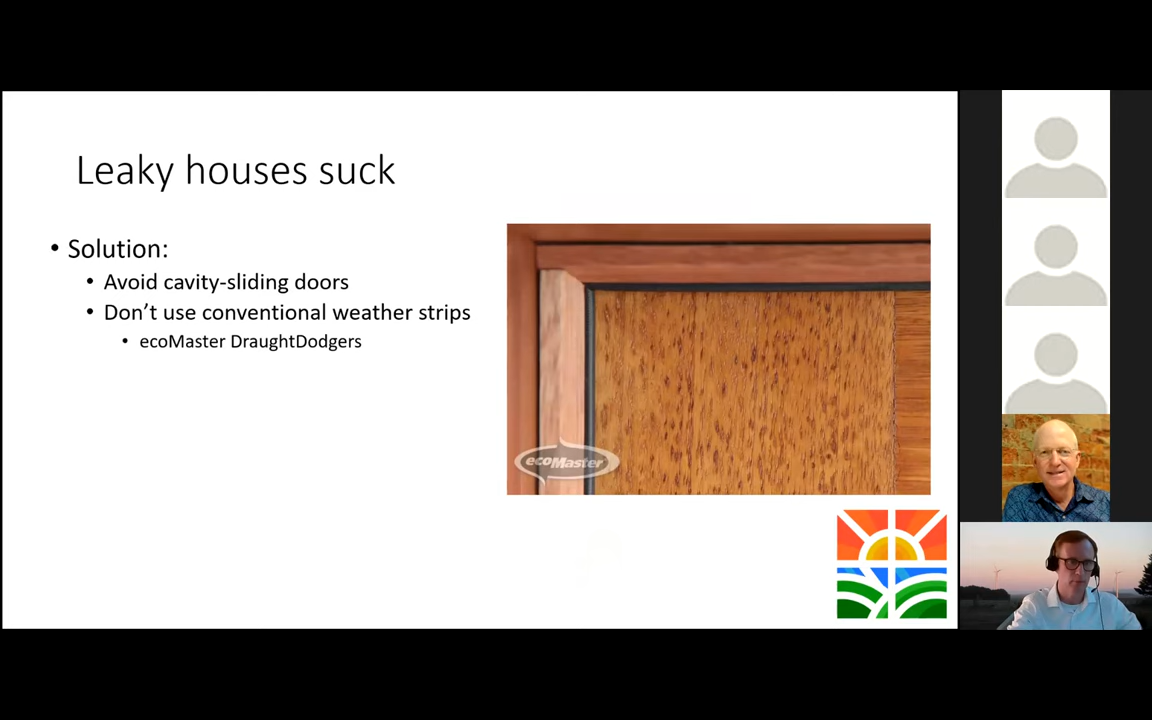 Leaky houses suck
• Solution:
• Avoid cavity-sliding doors
• Don’t use conventional weather strips
• ecoMaster DraughtDodgers
ecoMaster